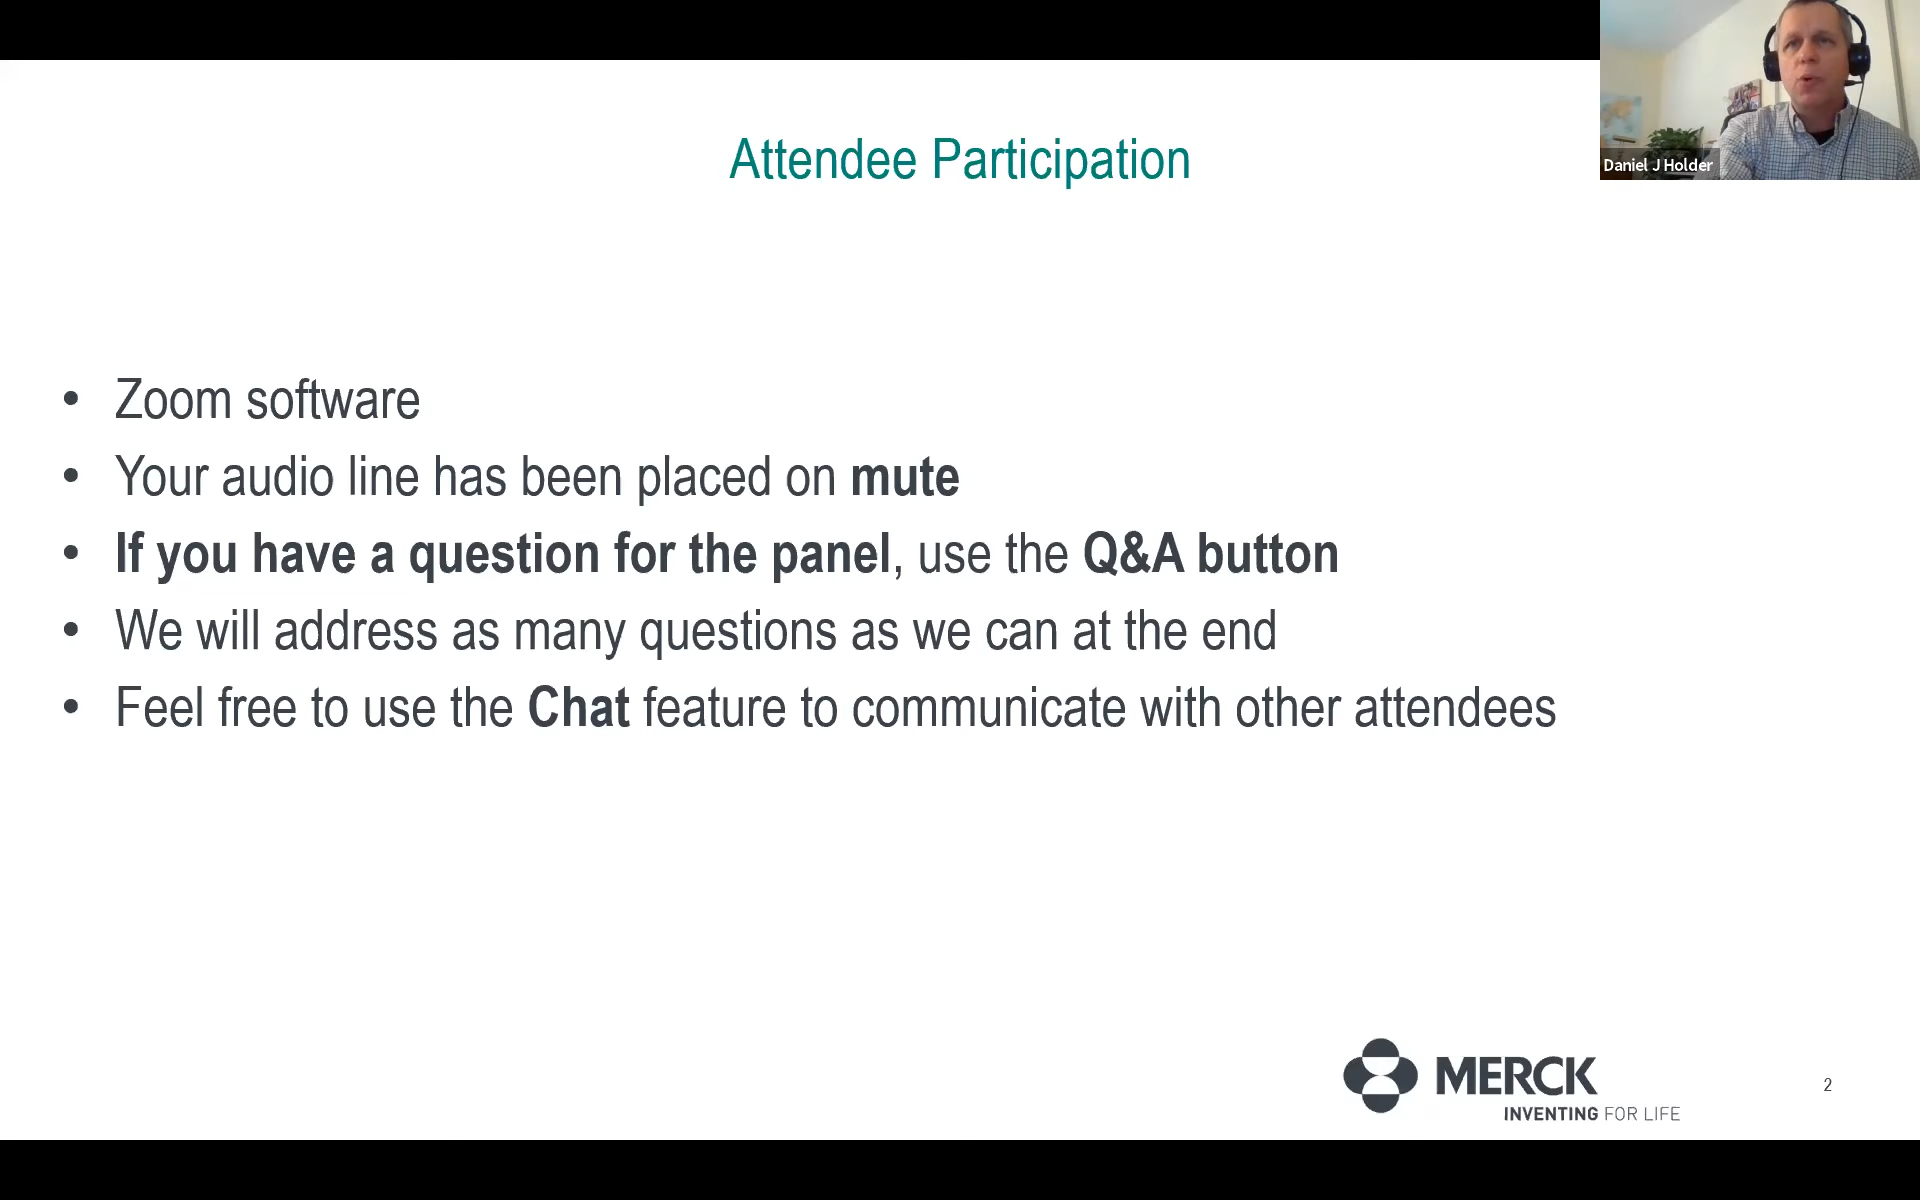 Attendee Participation
Daniel J Holder
• Zoom software
• Your audio line has been placed on mute
• If you have a question for the panel, use the Q&A button
• We will address as many questions as we can at the end
• Feel free to use the Chat feature to communicate with other attendees
MERCK
INVENTING FOR LIFE
2